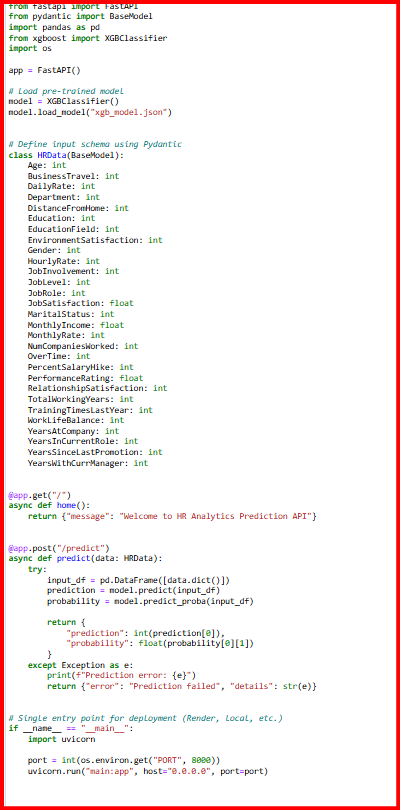 from fastapi import FastAPI
from pydantic import BaseModel
import pandas as pd
from xgboost import XGBClassifier
import os
app = FastAPI()
# Load pre-trained model
model = XGBClassifier()
model.load_model("xgb_model.json")
# Define input schema using Pydantic
class HRData(BaseModel):
    Age: int
    BusinessTravel: int
    DailyRate: int
    Department: int
    DistanceFromHome: int
    Education: int
    EducationField: int
    EnvironmentSatisfaction: int
    Gender: int
    HourlyRate: int
    JobInvolvement: int
    JobLevel: int
    JobRole: int
    JobSatisfaction: float
    MaritalStatus: int
    MonthlyIncome: float
    MonthlyRate: int
    NumCompaniesWorked: int
    OverTime: int
    PercentSalaryHike: int
    PerformanceRating: float
    RelationshipSatisfaction: int
    TotalWorkingYears: int
    TrainingTimesLastYear: int
    WorkLifeBalance: int
    YearsAtCompany: int
    YearsInCurrentRole: int
    YearsSinceLastPromotion: int
    YearsWithCurrManager: int
@app.get("/")
async def home():
    return {"message": "Welcome to HR Analytics Prediction API"}
@app.post("/predict")
async def predict(data: HRData):
    try:
        input_df = pd.DataFrame([data.dict()])
        prediction = model.predict(input_df)
        probability = model.predict_proba(input_df)
        return {
            "prediction": int(prediction[0]),
            "probability": float(probability[0][1])
        }
    except Exception as e:
        print(f"Prediction error: {e}")
        return {"error": "Prediction failed", "details": str(e)}
# Single entry point for deployment (Render, local, etc.)
if __name__ == "__main__":
    import uvicorn
    port = int(os.environ.get("PORT", 8000))
    uvicorn.run("main:app", host="0.0.0.0", port=port)